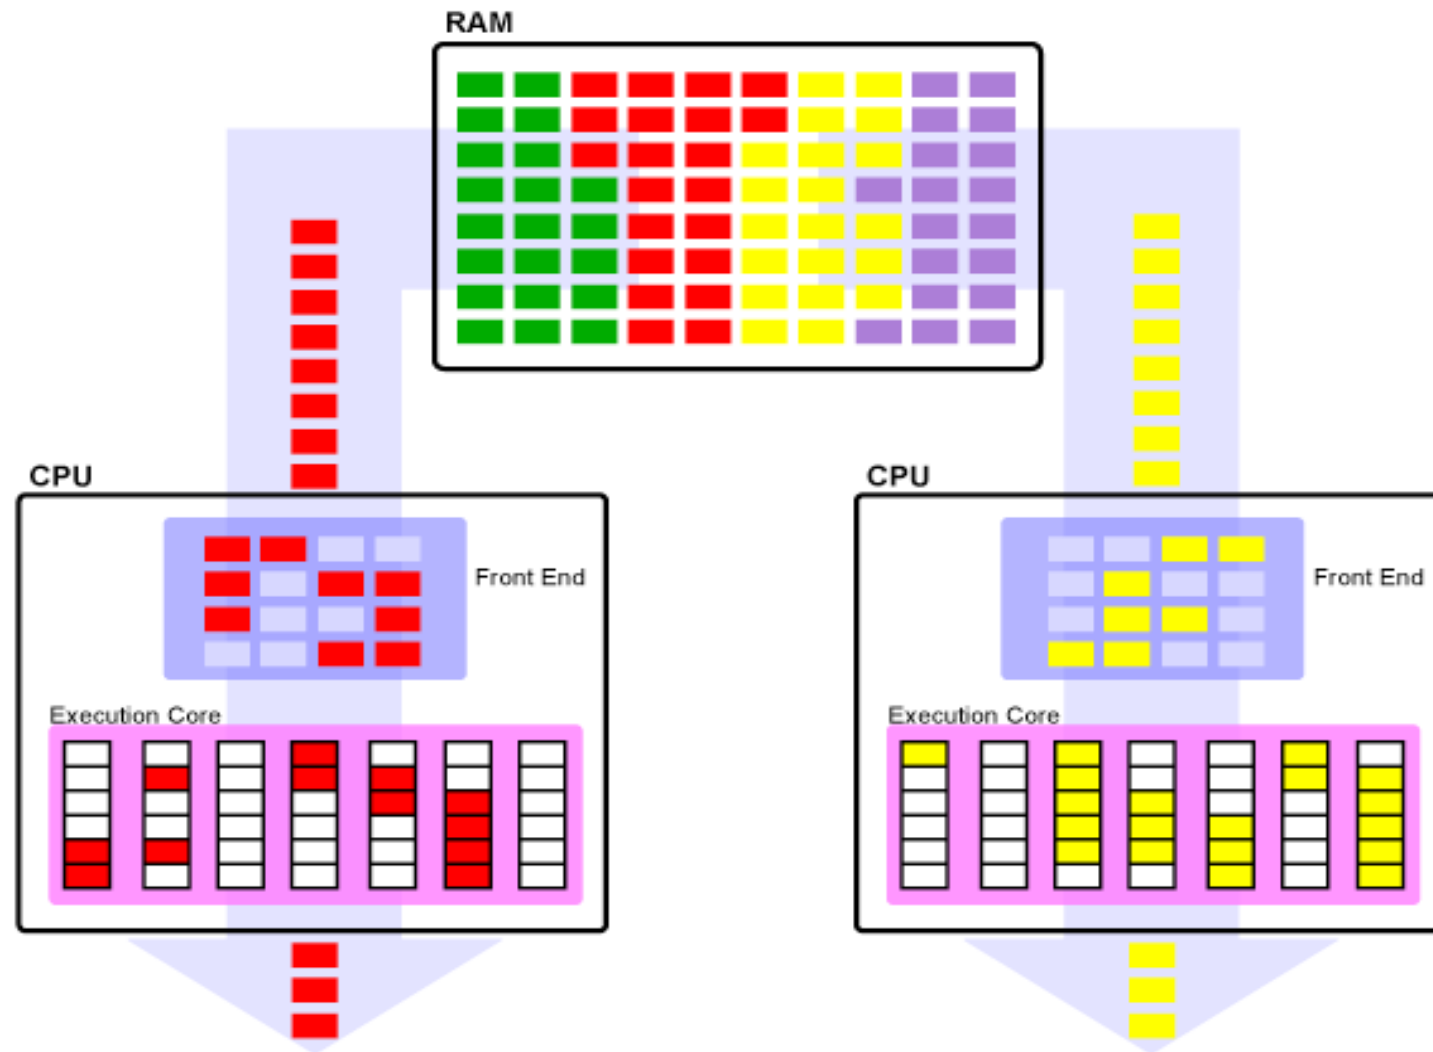 RAM
CPU
CPU
Front End
Front End
Execution Core
Execution Core